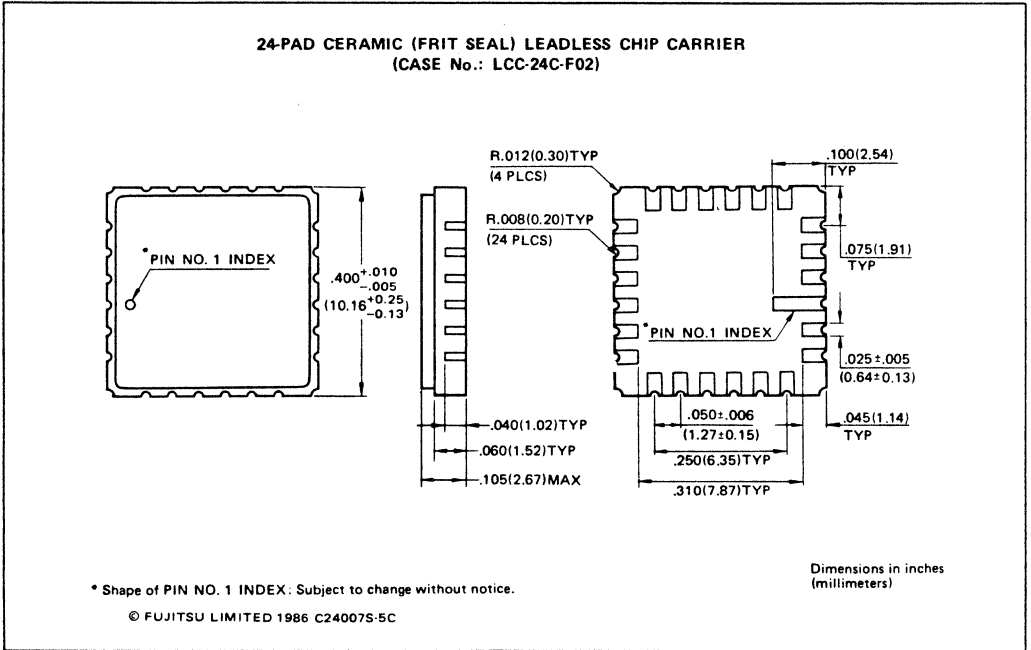 24-PAD CERAMIC (FRIT SEAL) LEADLESS CHIP CARRIER
(CASE No.: LCC-24C-F02)
R.012(0.30)TYP
(4 PLCS)
.100(2.54)
TYP
R.008(0.20)TYP
(24 PLCS)
*PIN NO. 1 INDEX
.400+.010
-.005
(10.16+0.25
-0.13)
.075(1.91)
TYP
*PIN NO.1 INDEX
.025±.005
(0.64±0.13)
.040(1.02)TYP
.050±.006
(1.27±0.15)
.045(1.14)
TYP
.060(1.52)TYP
.250(6.35)TYP
.105(2.67)MAX
.310(7.87)TYP
Dimensions in inches
(millimeters)
* Shape of PIN NO. 1 INDEX: Subject to change without notice.
© FUJITSU LIMITED 1986 C24007S-5C